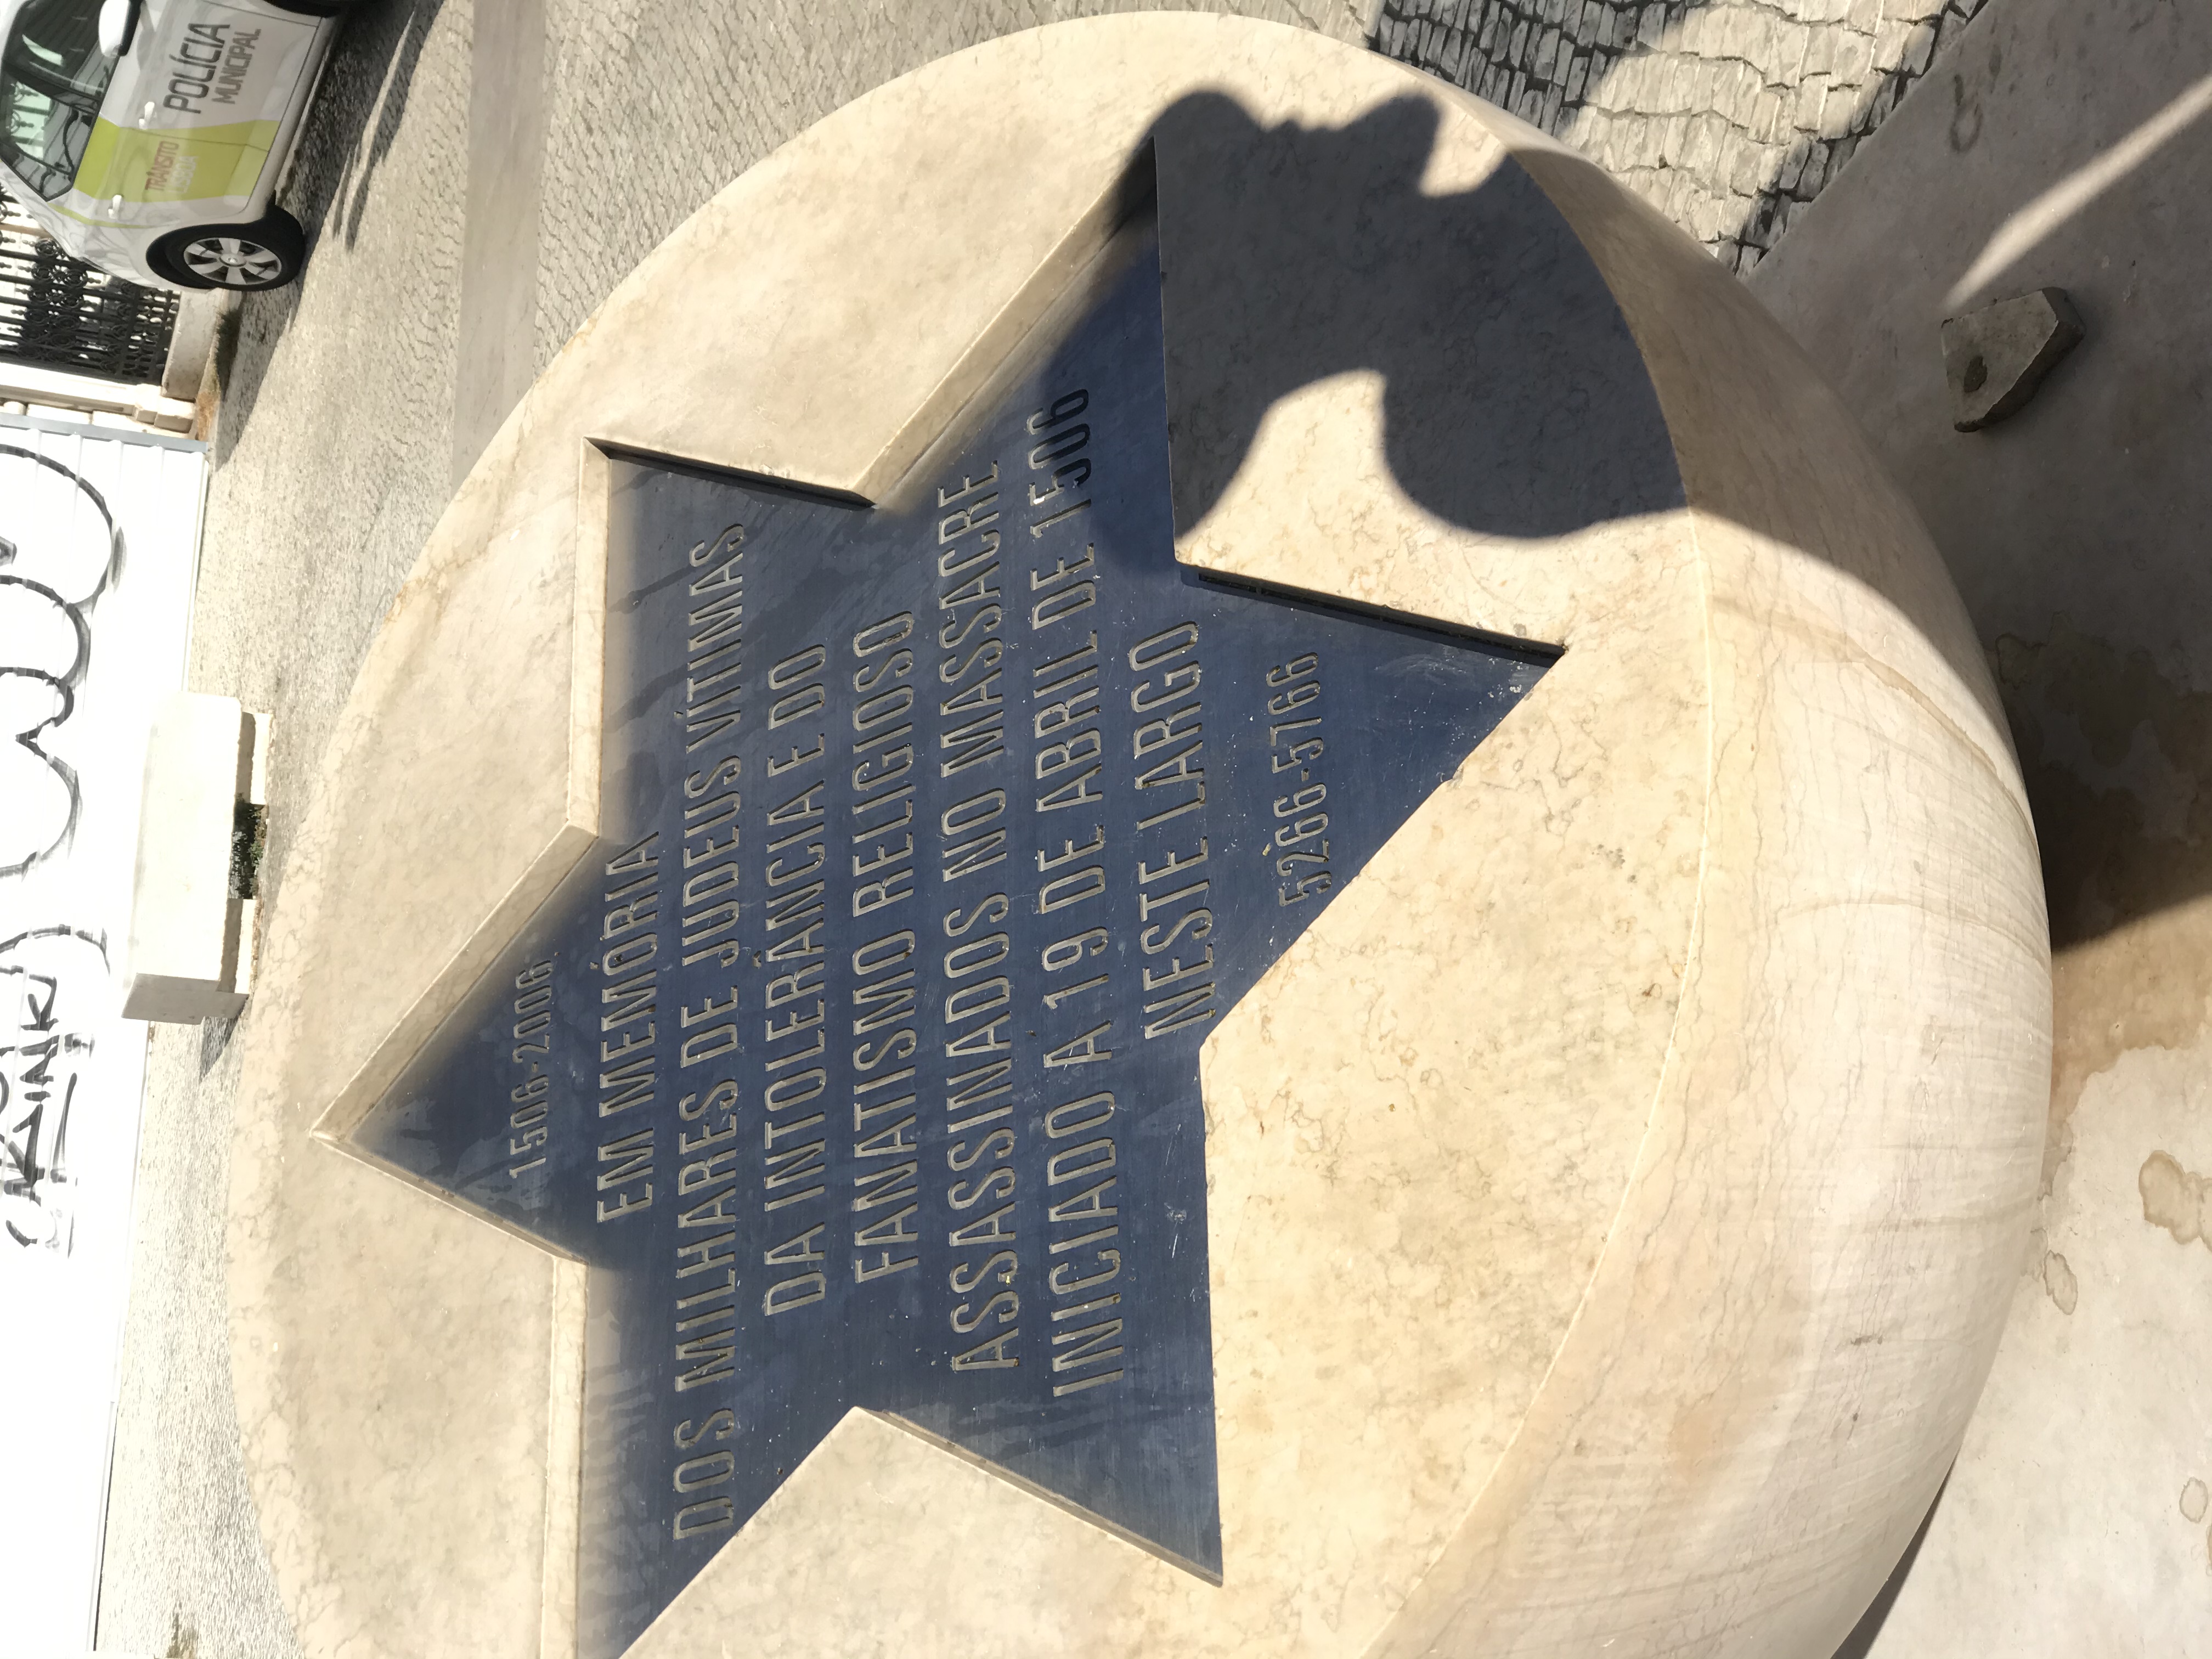 1506-2006
EM MEMÓRIA
DOS MILHARES DE JUDEUS VÍTIMAS
DA INTOLERÂNCIA E DO
FANATISMO RELIGIOSO
ASSASSINADOS NO MASSACRE
INICIADO A 19 DE ABRIL DE 1506
NESTE LARGO
5266-5766
POLÍCIA
MUNICIPAL
TRÂNSITO